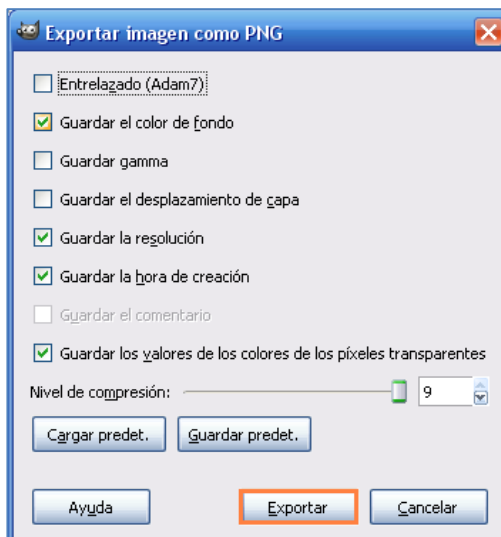 Exportar imagen como PNG
Entrelazado (Adam7)
Guardar el color de fondo
Guardar gamma
Guardar el desplazamiento de capa
Guardar la resolución
Guardar la hora de creación
Guardar el comentario
Guardar los valores de los colores de los píxeles transparentes
Nivel de compresión: 9
Cargar predet. Guardar predet.
Ayuda Exportar Cancelar